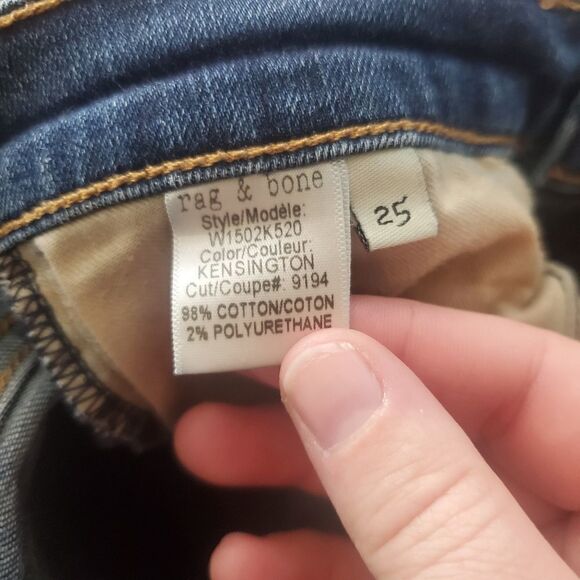 rag & bone
Style/Modèle:
W1502K520
Color/Couleur:
KENSINGTON
Cut/Coupe#: 9194
98% COTTON/COTON
2% POLYURETHANE
25